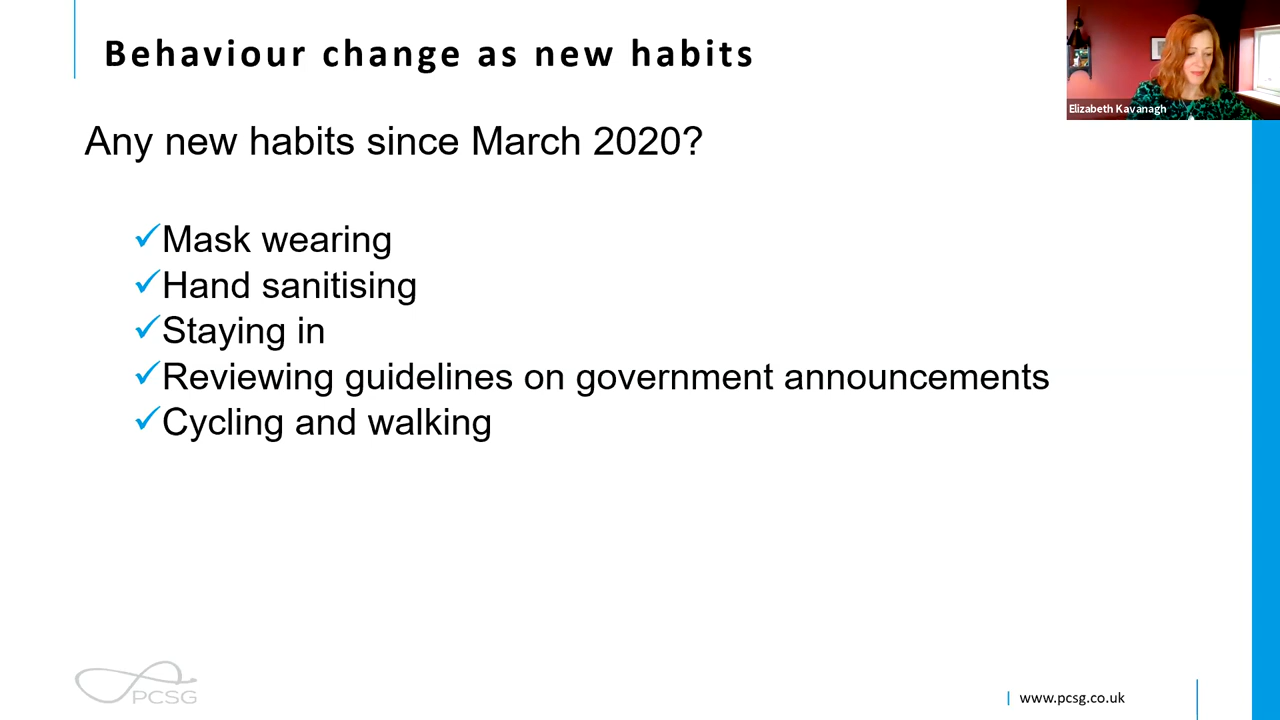 Behaviour change as new habits
Elizabeth Kavanagh
Any new habits since March 2020?
✓Mask wearing
✓Hand sanitising
✓Staying in
✓Reviewing guidelines on government announcements
✓Cycling and walking
PCSG
www.pcsg.co.uk